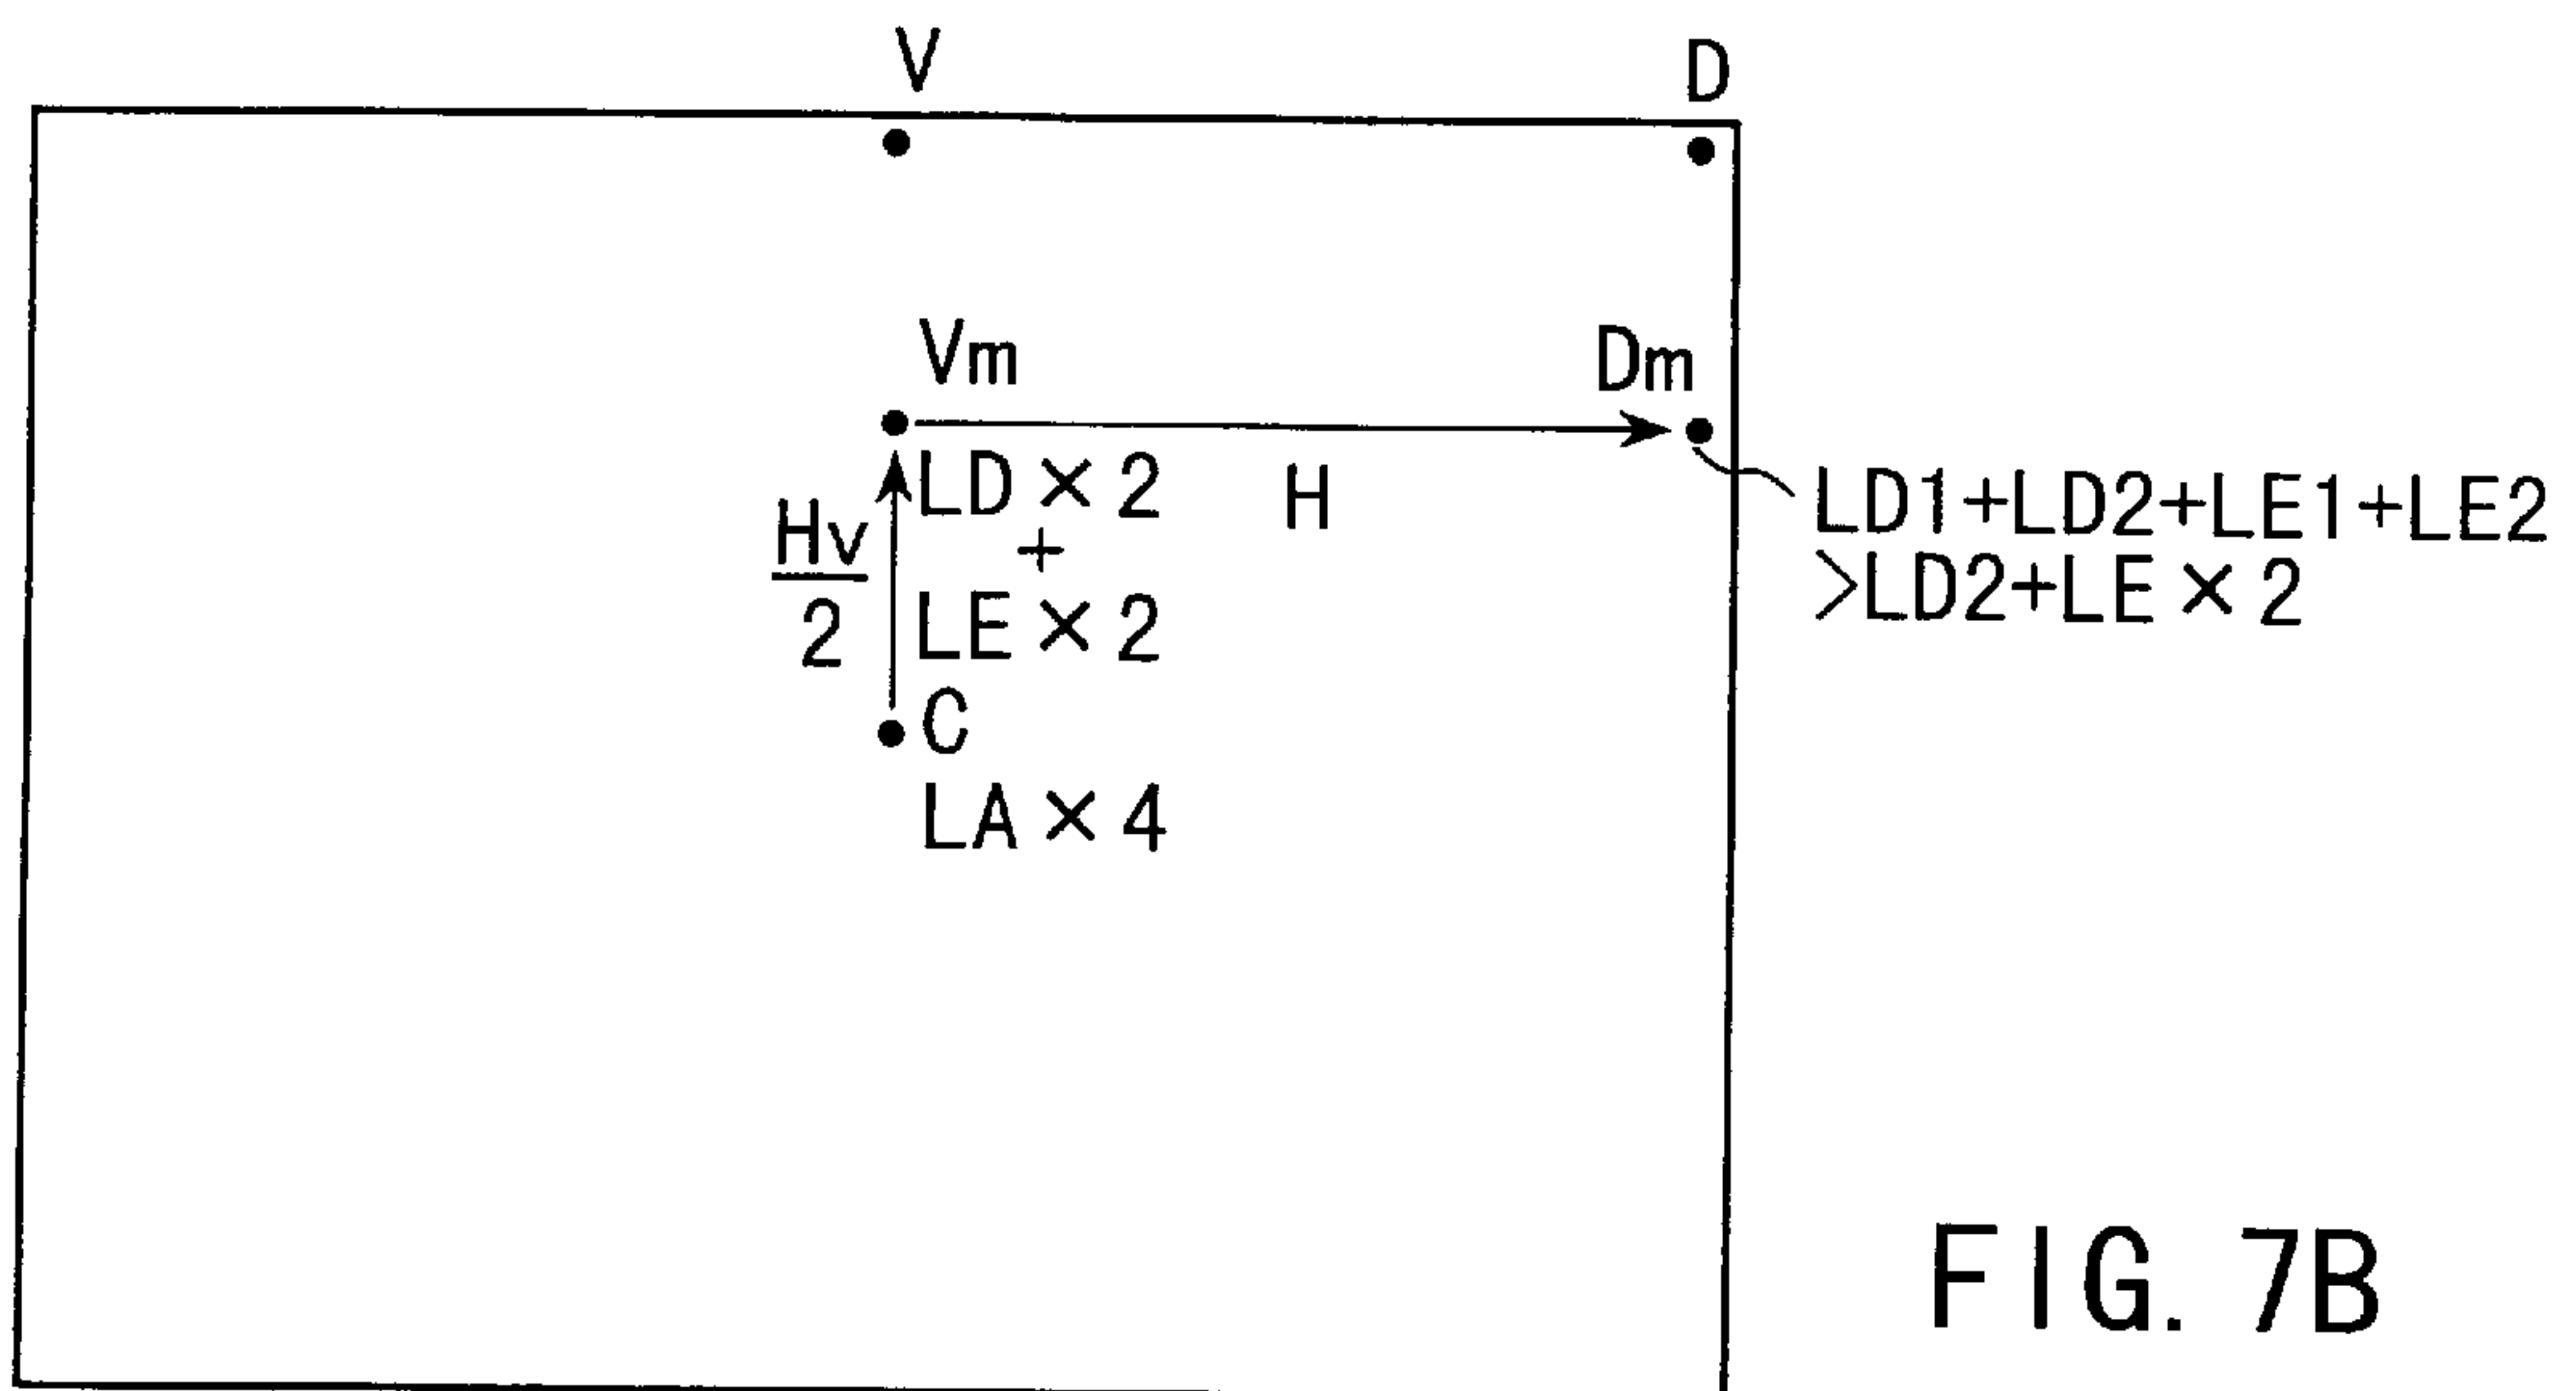 V
D
Vm
Dm
LD×2
H
Hv
2
+
LE×2
LD1+LD2+LE1+LE2
>LD2+LE×2
C
LA×4
FIG. 7B